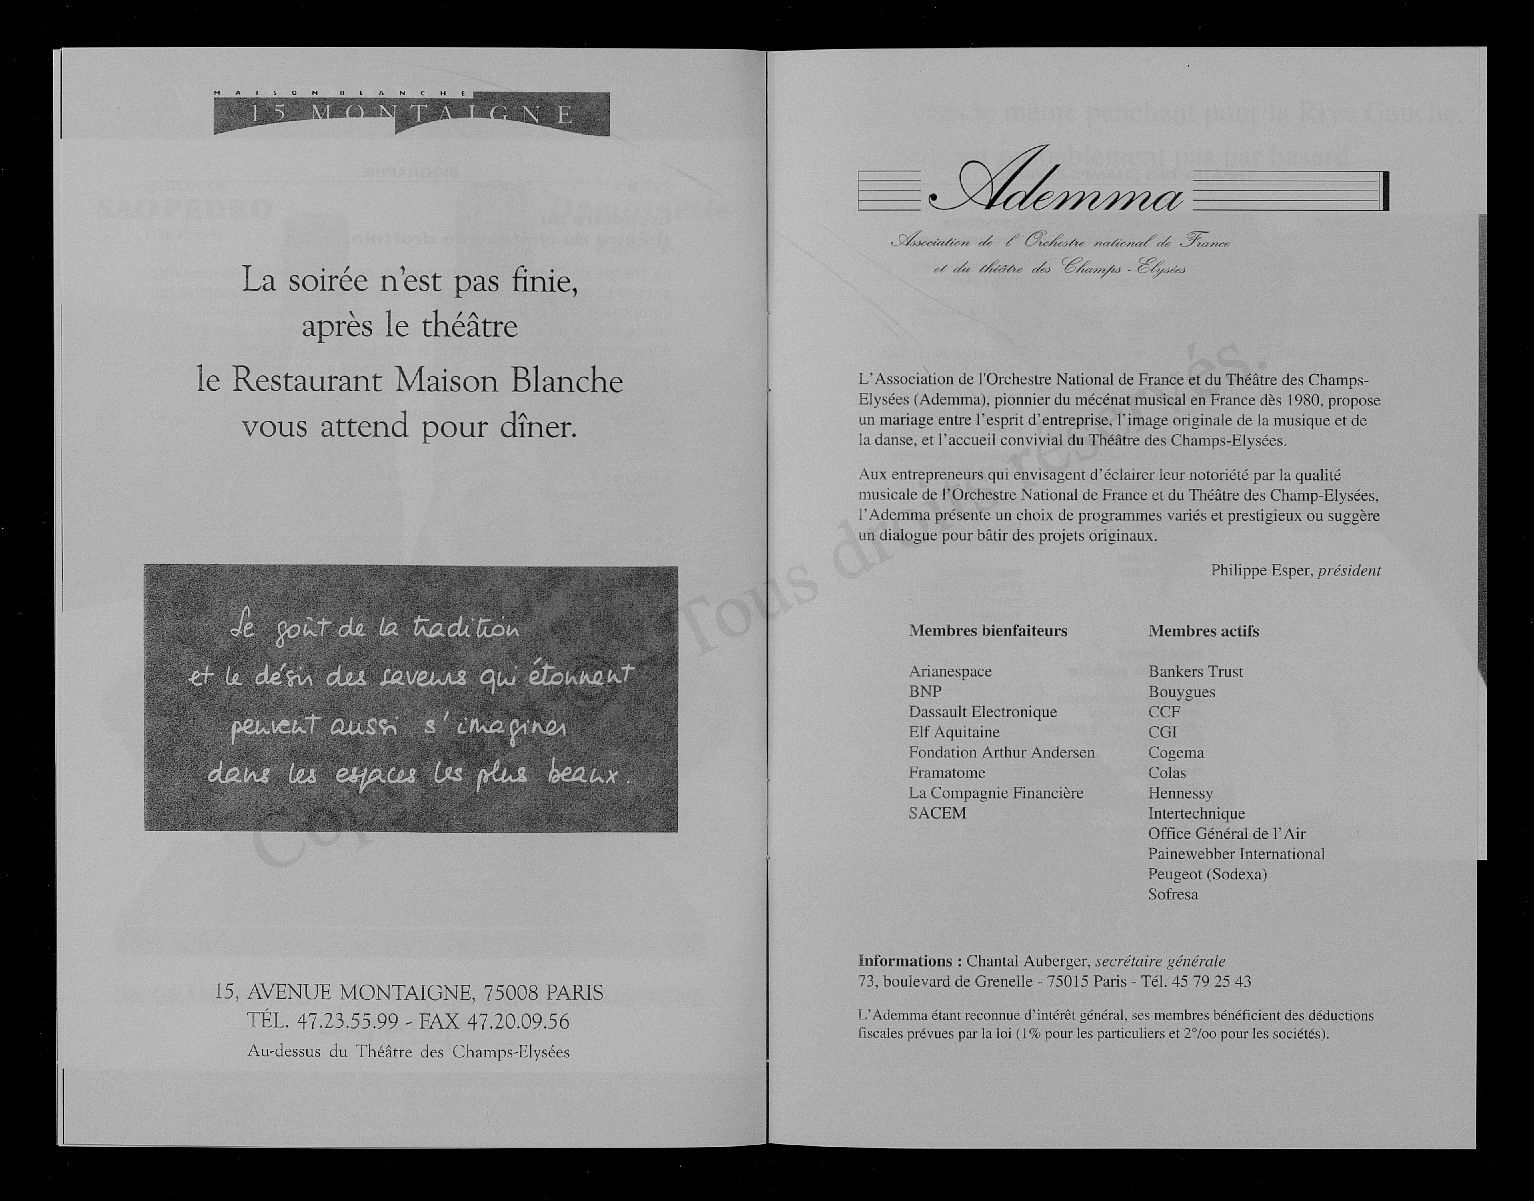 MAISON BLANCHE
15 MONTAIGNE
La soirée n'est pas finie,
après le théâtre
le Restaurant Maison Blanche
vous attend pour dîner.
Le goût de la tradition
et le désir des saveurs qui étonnent
peuvent aussi s'imaginer
dans les espaces les plus beaux.
15, AVENUE MONTAIGNE, 75008 PARIS
TÉL. 47.23.55.99 - FAX 47.20.09.56
Au-dessus du Théâtre des Champs-Elysées
Ademma
Association de l'Orchestre national de France
et du théâtre des Champs-Elysées
L'Association de l'Orchestre National de France et du Théâtre des Champs-
Elysées (Ademma), pionnier du mécénat musical en France dès 1980, propose
un mariage entre l'esprit d'entreprise, l'image originale de la musique et de
la danse, et l'accueil convivial du Théâtre des Champs-Elysées.
Aux entrepreneurs qui envisagent d'éclairer leur notoriété par la qualité
musicale de l'Orchestre National de France et du Théâtre des Champ-Elysées,
l'Ademma présente un choix de programmes variés et prestigieux ou suggère
un dialogue pour bâtir des projets originaux.
Philippe Esper, président
Membres bienfaiteurs
Arianespace
BNP
Dassault Electronique
Elf Aquitaine
Fondation Arthur Andersen
Framatome
La Compagnie Financière
SACEM
Membres actifs
Bankers Trust
Bouygues
CCF
CGI
Cogema
Colas
Hennessy
Intertechnique
Office Général de l'Air
Painewebber International
Peugeot (Sodexa)
Sofresa
Informations : Chantal Auberger, secrétaire générale
73, boulevard de Grenelle - 75015 Paris - Tél. 45 79 25 43
L'Ademma étant reconnue d'intérêt général, ses membres bénéficient des déductions
fiscales prévues par la loi (1% pour les particuliers et 2°/oo pour les sociétés).
Tous droits réservés.